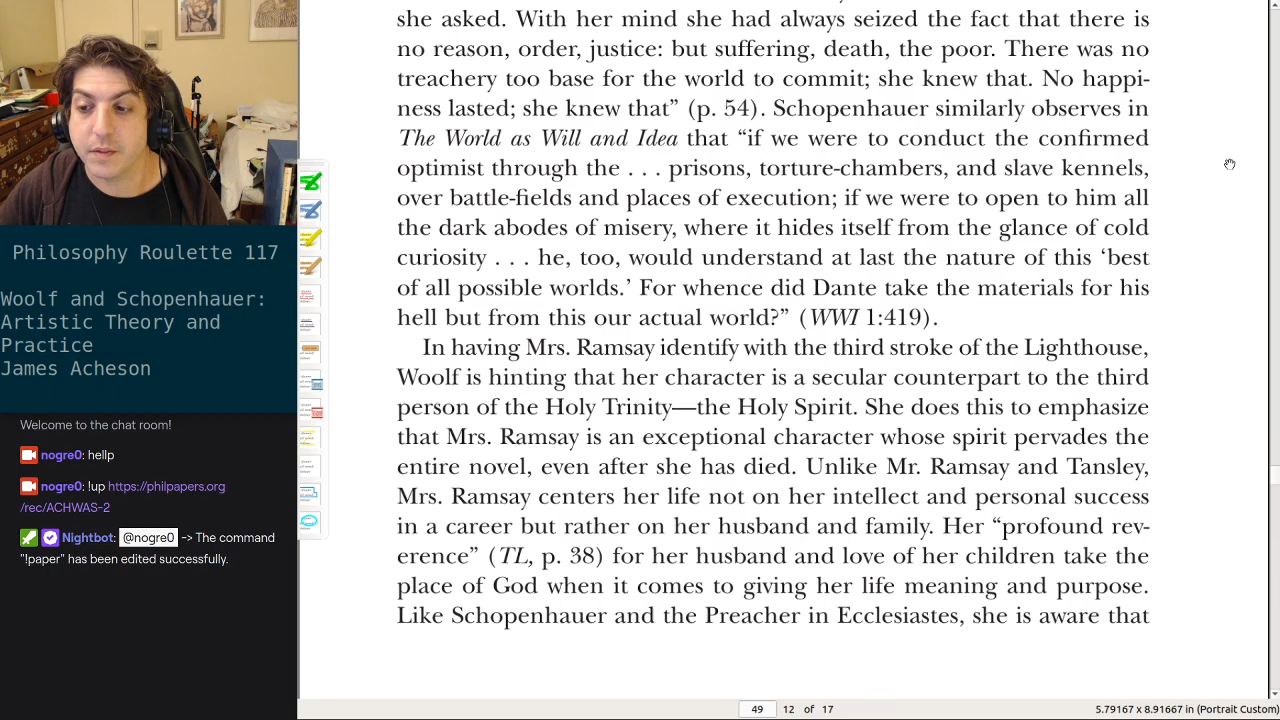 she asked. With her mind she had always seized the fact that there is
no reason, order, justice: but suffering, death, the poor. There was no
treachery too base for the world to commit; she knew that. No happi-
ness lasted; she knew that” (p. 54). Schopenhauer similarly observes in
The World as Will and Idea that “if we were to conduct the confirmed
optimist through the . . . prisons, torture-chambers, and slave kennels,
over battle-fields and places of execution; if we were to open to him all
the dark abodes of misery, where it hides itself from the glance of cold
curiosity . . . he, too, would understand at last the nature of this ‘best
of all possible worlds.’ For whence did Dante take the materials for his
hell but from this our actual world?” (WWI, 1:419).
In having Mrs. Ramsay identify with the third stroke of the lighthouse,
Woolf is hinting that her character is a secular counterpart to the third
person of the Holy Trinity—the Holy Spirit. She does this to emphasize
that Mrs. Ramsay is an exceptional character whose spirit pervades the
entire novel, even after she has died. Unlike Mr. Ramsay and Tansley,
Mrs. Ramsay centers her life not on her intellect and potential success
in a career but rather on her husband and family. Her “profound rev-
erence” (TL, p. 38) for her husband and love of her children take the
place of God when it comes to giving her life meaning and purpose.
Like Schopenhauer and the Preacher in Ecclesiastes, she is aware that
Philosophy Roulette 117
Woolf and Schopenhauer:
Artistic Theory and
Practice
James Acheson
Welcome to the chat room!
nogre0: hellp
nogre0: !up https://philpapers.org
/rec/ACHWAS-2
Nightbot: @nogre0 -> The command
"!paper" has been edited successfully.
49 12 of 17
5.79167 x 8.91667 in (Portrait Custom)